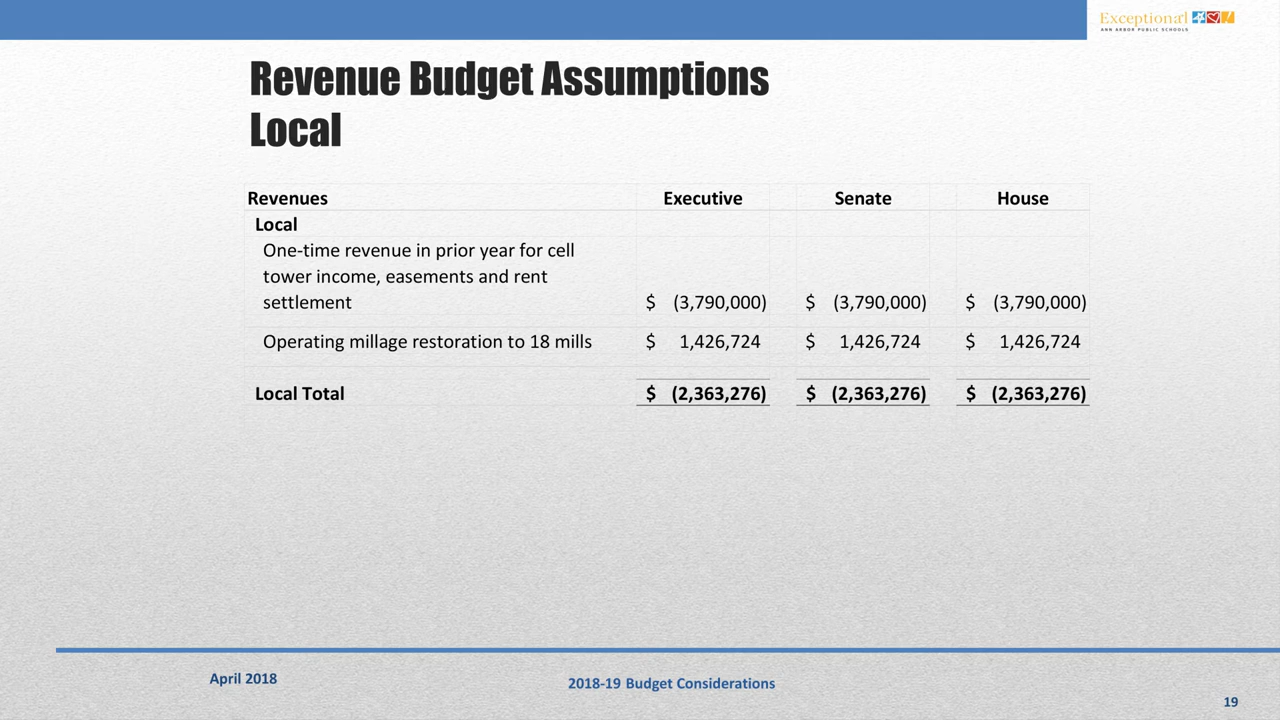 Exceptional
ANN ARBOR PUBLIC SCHOOLS
Revenue Budget Assumptions
Local
Revenues Executive Senate House
Local
One-time revenue in prior year for cell
tower income, easements and rent
settlement $ (3,790,000) $ (3,790,000) $ (3,790,000)
Operating millage restoration to 18 mills $ 1,426,724 $ 1,426,724 $ 1,426,724
Local Total $ (2,363,276) $ (2,363,276) $ (2,363,276)
April 2018
2018-19 Budget Considerations
19